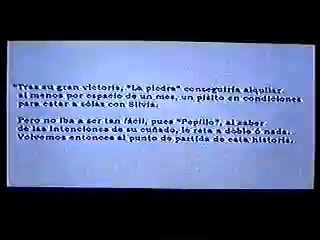 "Tras su gran victoria, "La piedra" conseguiría alquilar,
al menos por espacio de un mes, un pisito en condiciones
para estar a sólas con Silvia.
Pero no iba a ser tan fácil, pues "Pepillo", al saber
de las intenciones de su cuñado, le reta a doble ó nada.
Volvemos entonces al punto de partida de esta historia.